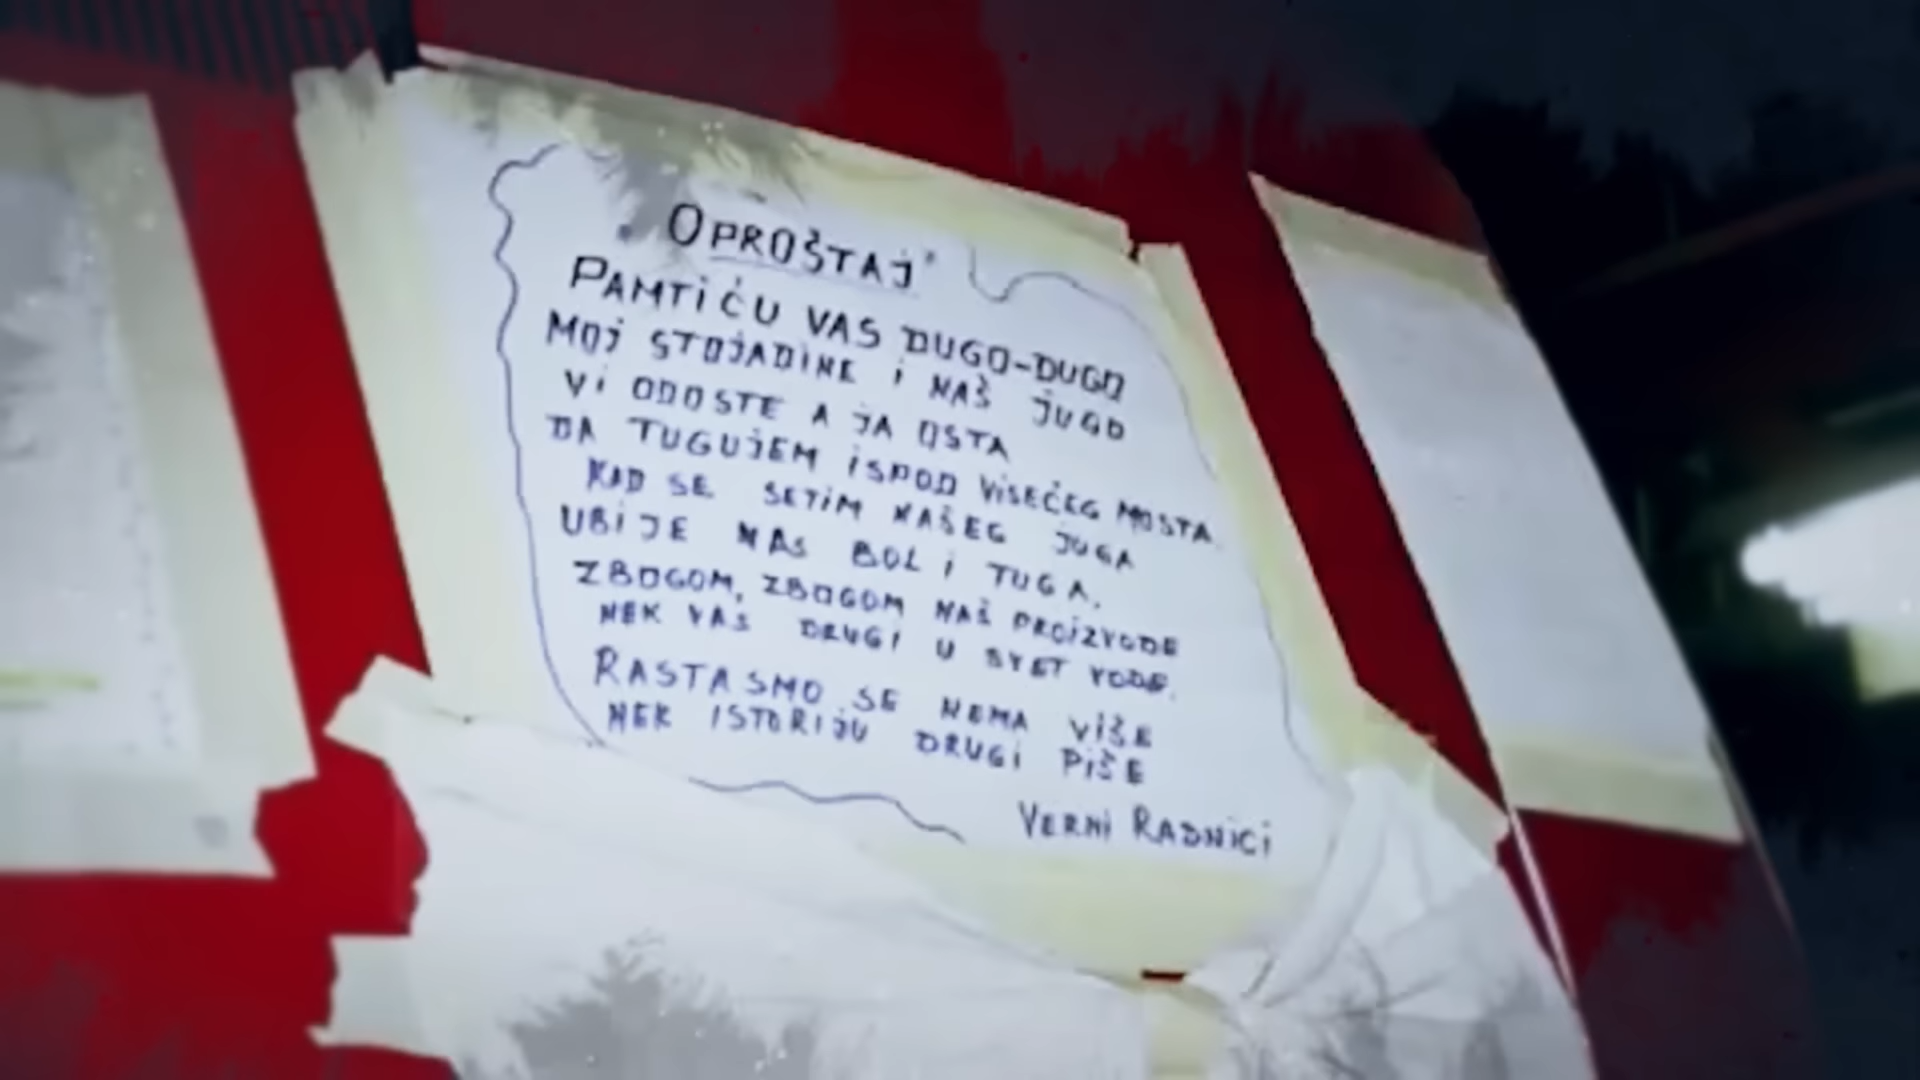 OPROŠTAJ
PAMTIĆU VAS DUGO-DUGO
MOJ STOJADINE I NAŠ JUGO
VI ODOSTE A JA OSTA
DA TUGUJEM ISPOD VISEĆEG MOSTA.
KAD SE SETIM NAŠEG JUGA
UBIJE NAS BOL I TUGA.
ZBOGOM, ZBOGOM NAŠ PROIZVODE
NEK VAS DRUGI U SVET VODE.
RASTASMO SE NEMA VIŠE
NEK ISTORIJU DRUGI PIŠE
VERNI RADNICI